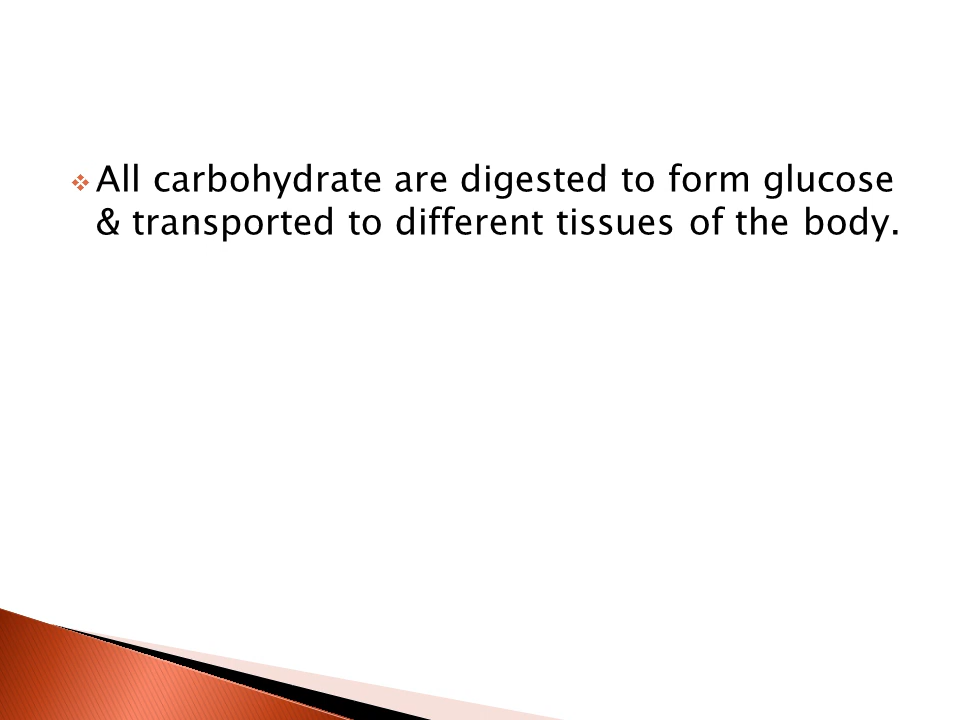 All carbohydrate are digested to form glucose
& transported to different tissues of the body.